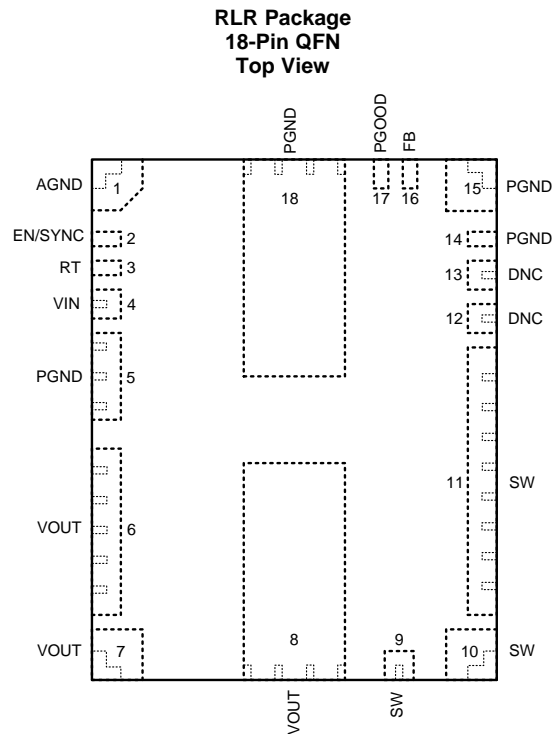 RLR Package
18-Pin QFN
Top View
PGND
PGOOD
FB
AGND
1
18
17
16
15
PGND
EN/SYNC
2
14
PGND
RT
3
13
DNC
VIN
4
12
DNC
PGND
5
11
SW
VOUT
6
VOUT
7
8
9
10
SW
VOUT
SW